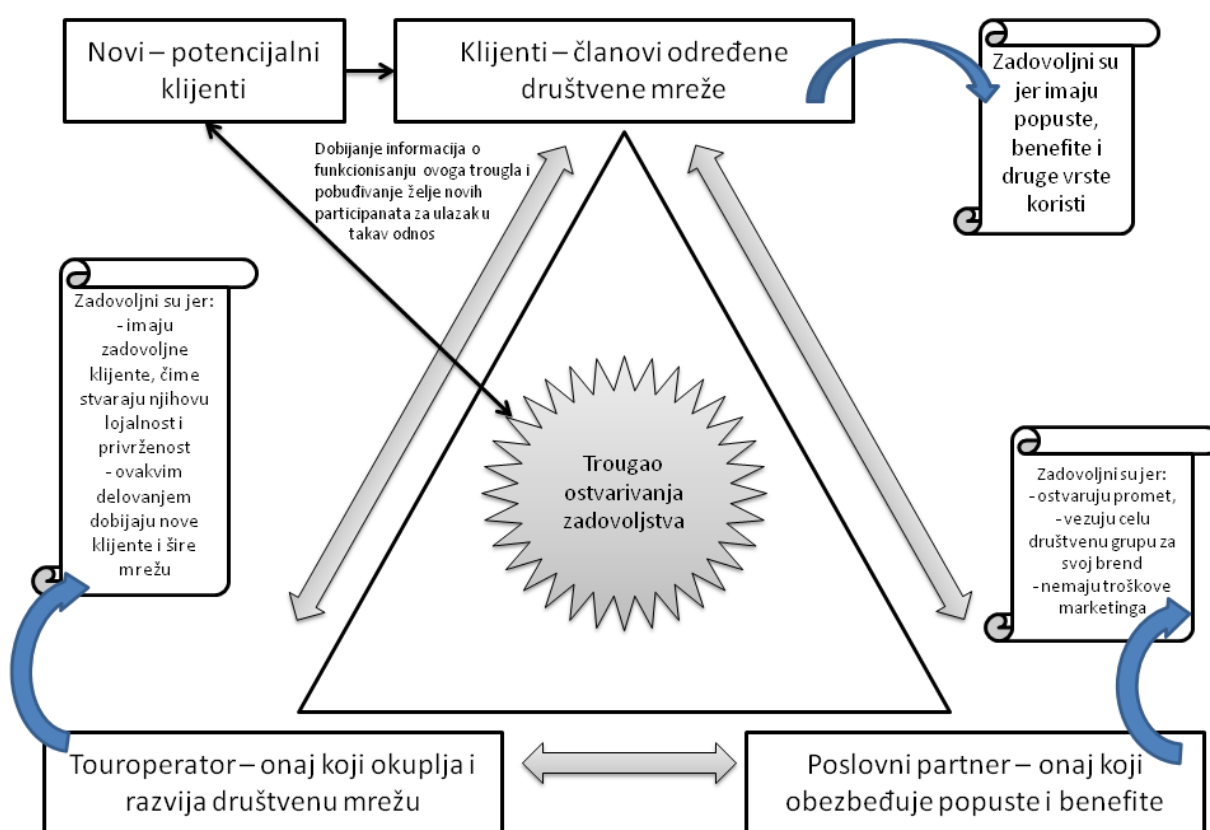 Novi – potencijalni
klijenti
Klijenti – članovi određene
društvene mreže
Zadovoljni su
jer imaju
popuste,
benefite i
druge vrste
koristi
Dobijanje informacija o
funkcionisanju ovoga trougla i
pobuđivanje želje novih
participanata za ulazak u
takav odnos
Zadovoljni su jer:
- imaju
zadovoljne
klijente, čime
stvaraju njihovu
lojalnost i
privrženost
- ovakvim
delovanjem
dobijaju nove
klijente i šire
mrežu
Trougao
ostvarivanja
zadovoljstva
Zadovoljni su jer:
- ostvaruju promet,
- vezuju celu
društvenu grupu za
svoj brend
- nemaju troškove
marketinga
Touroperator – onaj koji okuplja i
razvija društvenu mrežu
Poslovni partner – onaj koji
obezbeđuje popuste i benefite